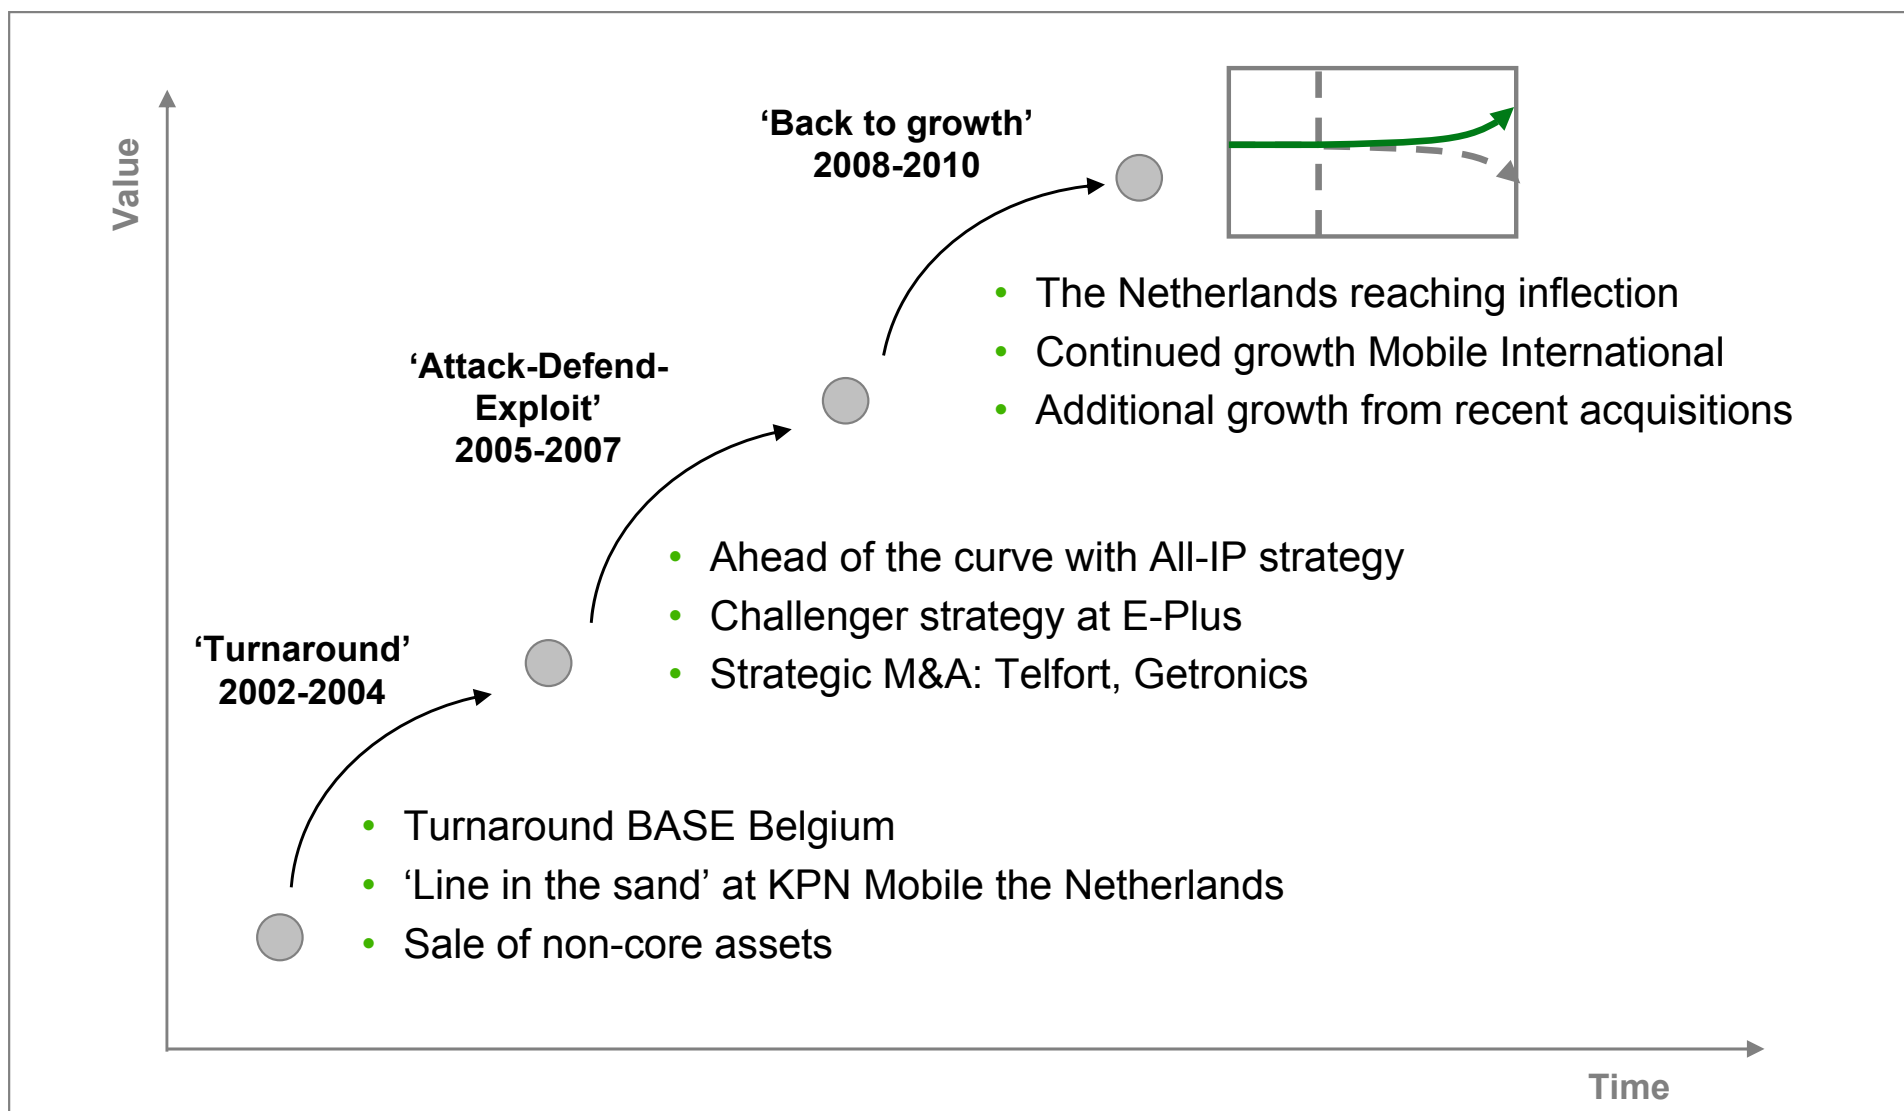 Value
‘Back to growth’
2008-2010
• The Netherlands reaching inflection
• Continued growth Mobile International
• Additional growth from recent acquisitions
‘Attack-Defend-
Exploit’
2005-2007
• Ahead of the curve with All-IP strategy
• Challenger strategy at E-Plus
• Strategic M&A: Telfort, Getronics
‘Turnaround’
2002-2004
• Turnaround BASE Belgium
• ‘Line in the sand’ at KPN Mobile the Netherlands
• Sale of non-core assets
Time